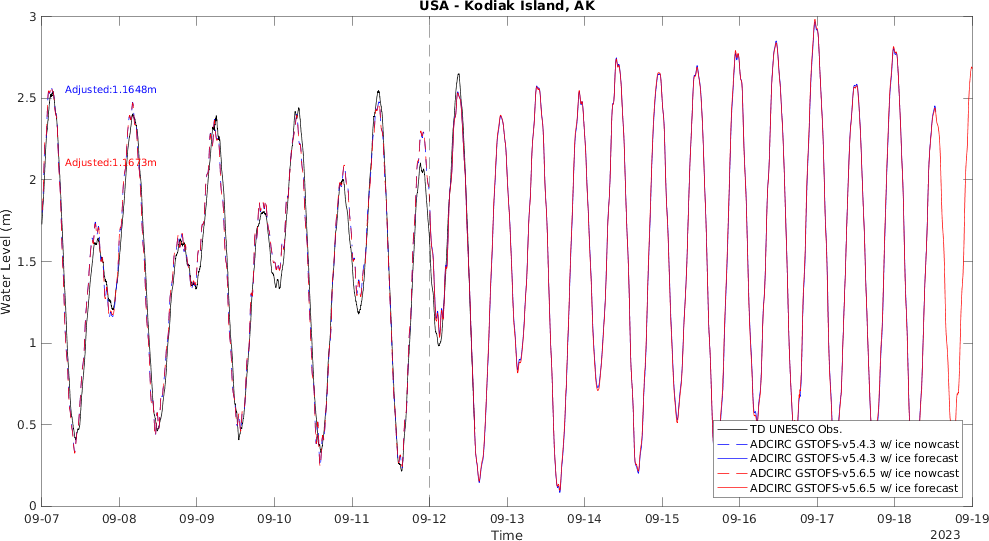 USA - Kodiak Island, AK
3
2.5
2
1.5
1
0.5
0
Water Level (m)
Adjusted:1.1648m
Adjusted:1.1673m
TD UNESCO Obs.
ADCIRC GSTOFS-v5.4.3 w/ ice nowcast
ADCIRC GSTOFS-v5.4.3 w/ ice forecast
ADCIRC GSTOFS-v5.6.5 w/ ice nowcast
ADCIRC GSTOFS-v5.6.5 w/ ice forecast
09-07 09-08 09-09 09-10 09-11 09-12 09-13 09-14 09-15 09-16 09-17 09-18 09-19
Time
2023